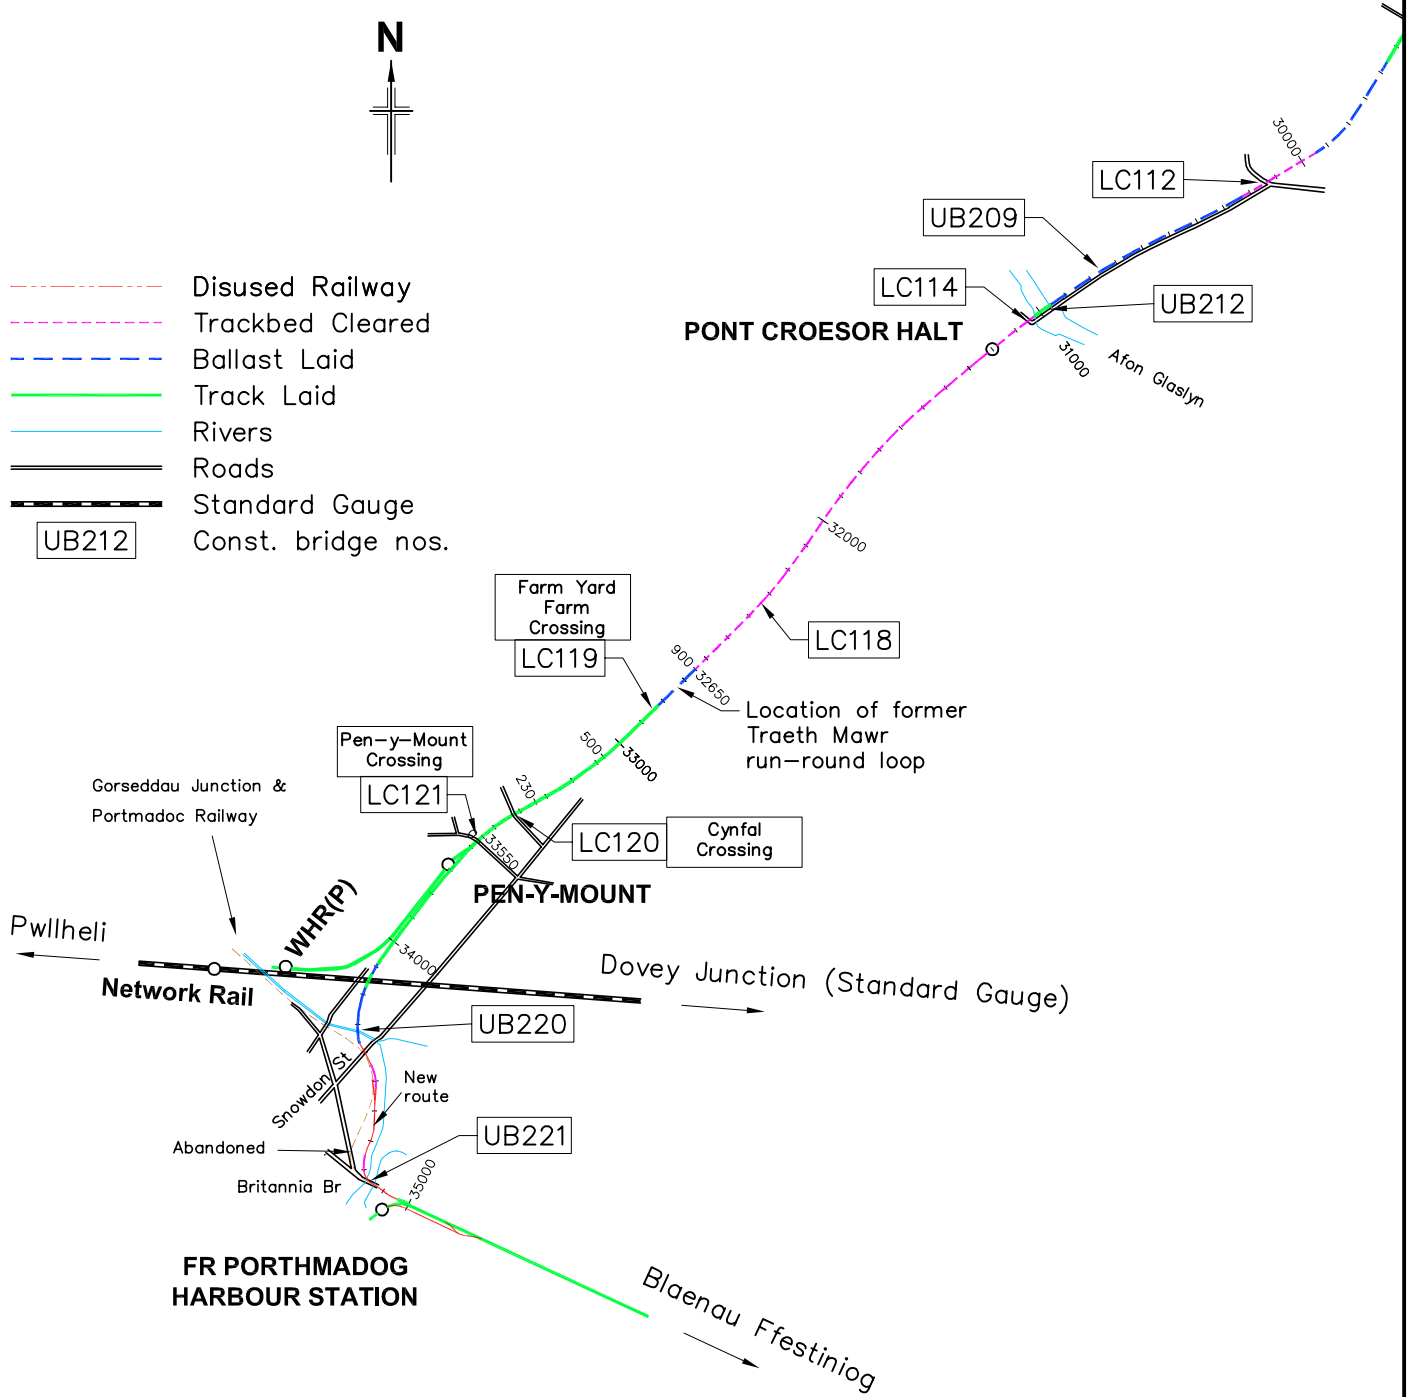 N
30000
LC112
UB209
LC114
UB212
PONT CROESOR HALT
31000
Afon Glaslyn
Disused Railway
Trackbed Cleared
Ballast Laid
Track Laid
Rivers
Roads
Standard Gauge
UB212
Const. bridge nos.
32000
Farm Yard
Farm
Crossing
LC119
LC118
900
32650
Location of former
Traeth Mawr
run-round loop
Pen-y-Mount
Crossing
LC121
500
33000
230
Gorseddau Junction &
Portmadoc Railway
LC120
Cynfal
Crossing
33550
PEN-Y-MOUNT
WHR(P)
Pwllheli
34000
Dovey Junction (Standard Gauge)
Network Rail
UB220
Snowdon St
New
route
UB221
Abandoned
Britannia Br
35000
FR PORTHMADOG
HARBOUR STATION
Blaenau Ffestiniog